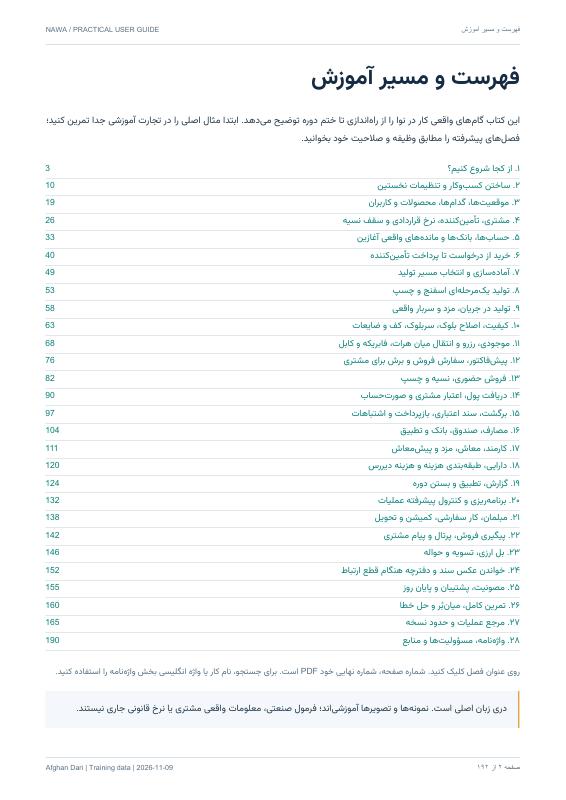 فهرست و مسیر آموزش
NAWA / PRACTICAL USER GUIDE
فهرست و مسیر آموزش
این کتاب گام‌های واقعی کار در نوا را از راه‌اندازی تا ختم دوره توضیح می‌دهد. ابتدا مثال اصلی را در تجارت آموزشی جدا تمرین کنید؛
فصل‌های پیشرفته را مطابق وظیفه و صلاحیت خود بخوانید.
۱. از کجا شروع کنیم؟ 3
۲. ساختن کسب‌وکار و تنظیمات نخستین 10
۳. موقعیت‌ها، گدام‌ها، محصولات و کاربران 19
۴. مشتری، تأمین‌کننده، نرخ قراردادی و سقف نسیه 26
۵. حساب‌ها، بانک‌ها و مانده‌های واقعی آغازین 33
۶. خرید از درخواست تا پرداخت تأمین‌کننده 40
۷. آماده‌سازی و انتخاب مسیر تولید 49
۸. تولید یک‌مرحله‌ای اسفنج و چسپ 53
۹. تولید در جریان، مزد و سربار واقعی 58
۱۰. کیفیت، اصلاح بلوک، سربلوک، کف و ضایعات 63
۱۱. موجودی، رزرو و انتقال میان هرات، فابریکه و کابل 68
۱۲. پیش‌فاکتور، سفارش فروش و برش برای مشتری 76
۱۳. فروش حضوری، نسیه و چسپ 82
۱۴. دریافت پول، اعتبار مشتری و صورت‌حساب 90
۱۵. برگشت، سند اعتباری، بازپرداخت و اشتباهات 97
۱۶. مصارف، صندوق، بانک و تطبیق 104
۱۷. کارمند، معاش، مزد و پیش‌معاش 111
۱۸. دارایی، طبقه‌بندی هزینه و هزینه دیررس 120
۱۹. گزارش، تطبیق و بستن دوره 124
۲۰. برنامه‌ریزی و کنترول پیشرفته عملیات 132
۲۱. مبلمان، کار سفارشی، کمیشن و تحویل 138
۲۲. پیگیری فروش، پرتال و پیام مشتری 142
۲۳. بل ارزی، تسویه و حواله 146
۲۴. خواندن عکس سند و دفترچه هنگام قطع ارتباط 152
۲۵. مصونیت، پشتیبان و پایان روز 155
۲۶. تمرین کامل، میان‌بُر و حل خطا 160
۲۷. مرجع عملیات و حدود نسخه 165
۲۸. واژه‌نامه، مسؤولیت‌ها و منابع 190
روی عنوان فصل کلیک کنید. شماره صفحه، شماره نهایی خود PDF است. برای جستجو، نام کار یا واژه انگلیسی بخش واژه‌نامه را استفاده کنید.
دری زبان اصلی است. نمونه‌ها و تصویرها آموزشی‌اند؛ فرمول صنعتی، معلومات واقعی مشتری یا نرخ قانونی جاری نیستند.
صفحه ۲ از ۱۹۲
Afghan Dari | Training data | 2026-11-09